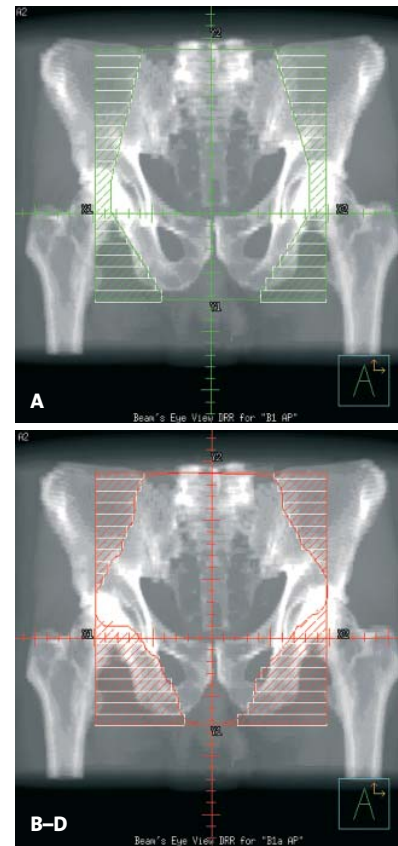 A2
Y2
X1
X2
Y1
A
A
Beam's Eye View DRR for "B1 AP"
A2
Y2
X1
X2
Y1
A
B–D
Beam's Eye View DRR for "B1a AP"